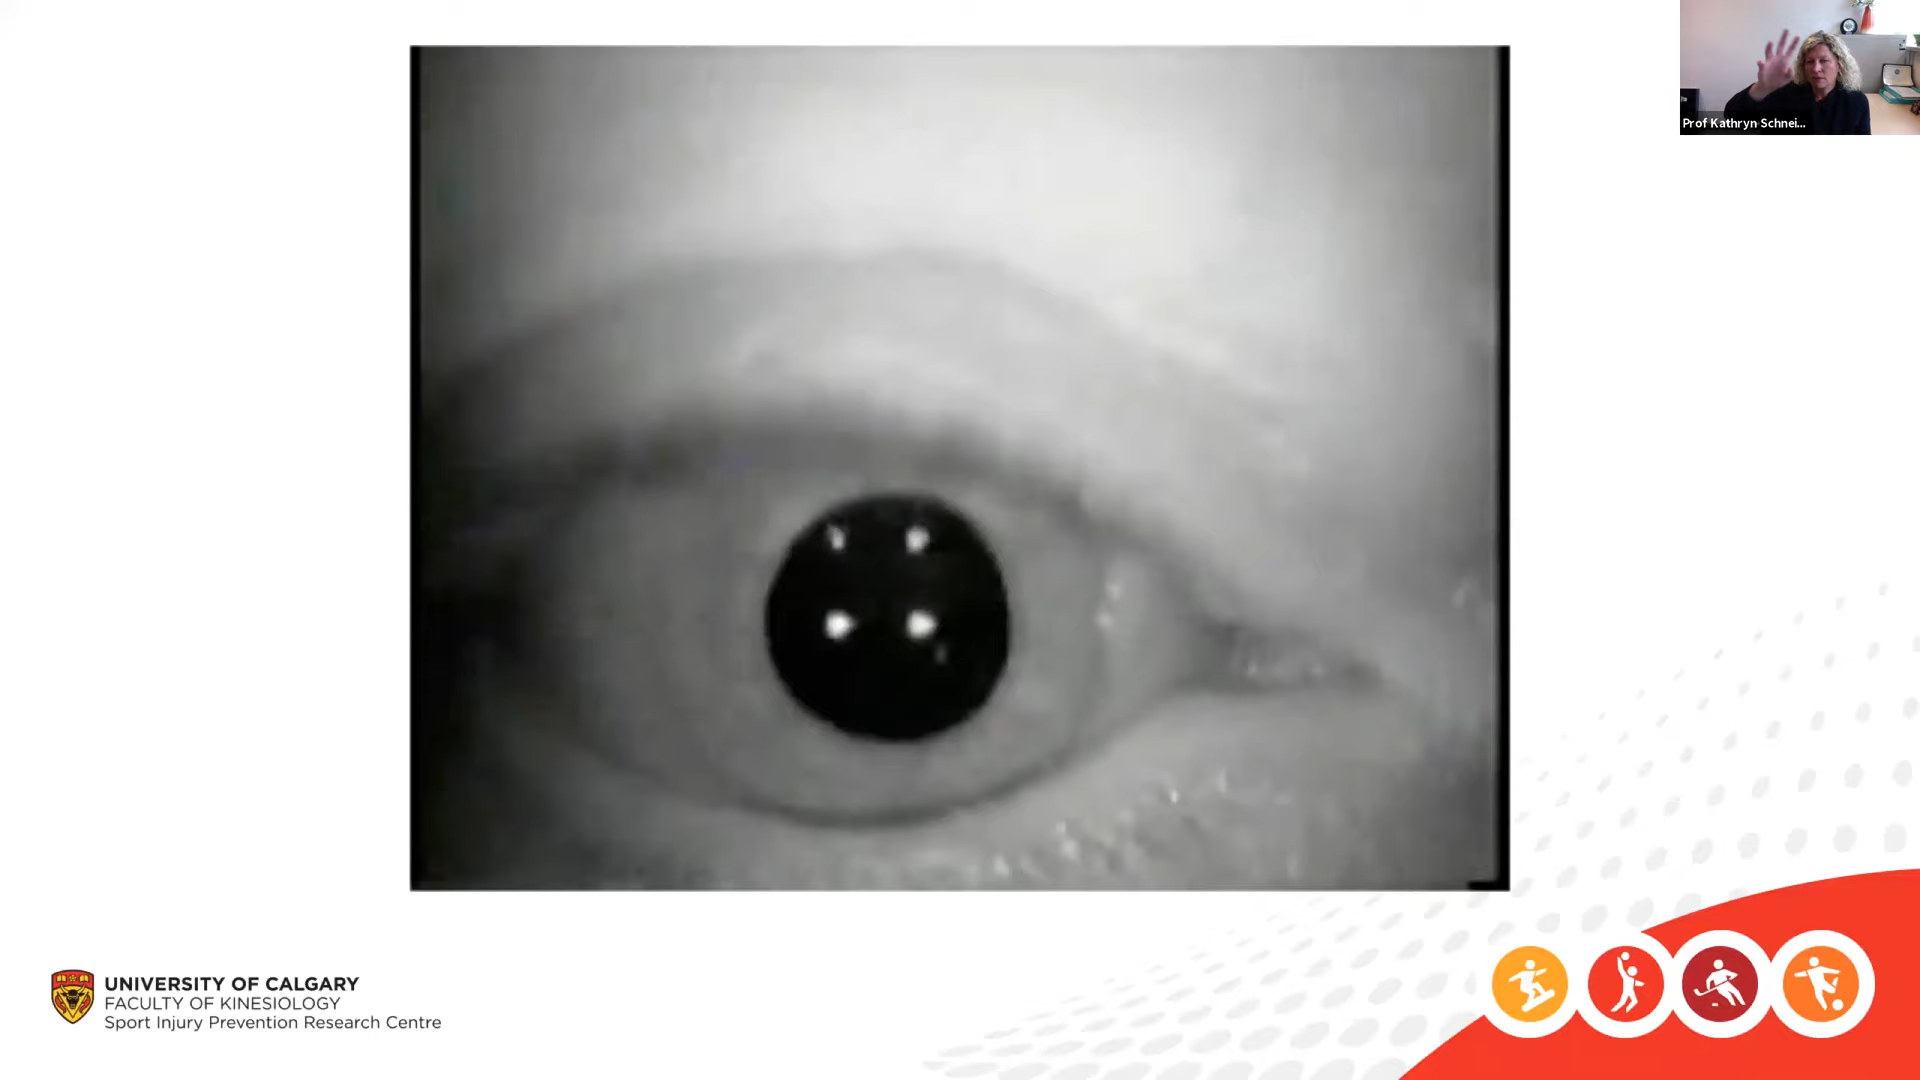 Prof Kathryn Schnei...
UNIVERSITY OF CALGARY
FACULTY OF KINESIOLOGY
Sport Injury Prevention Research Centre